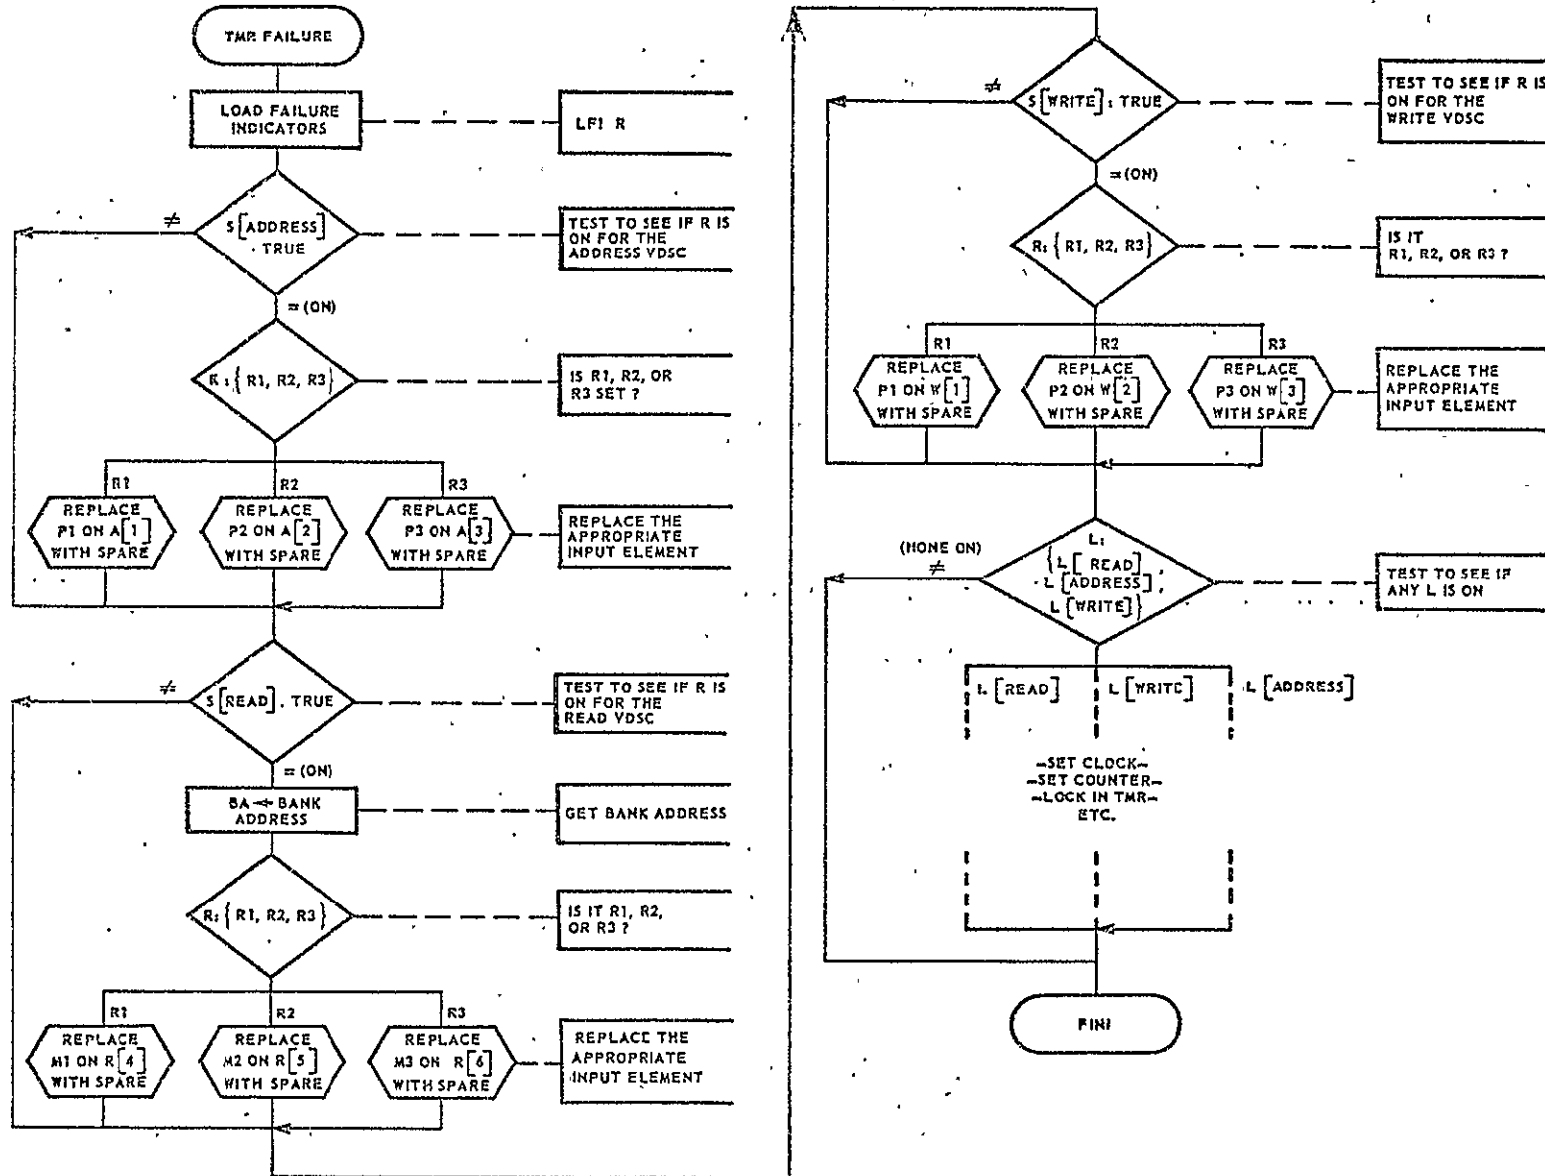 TMR FAILURE
LOAD FAILURE
INDICATORS
LFI R
≠
S[ADDRESS]
. TRUE
TEST TO SEE IF R IS
ON FOR THE
ADDRESS VDSC
= (ON)
R: { R1, R2, R3 }
IS R1, R2, OR
R3 SET ?
R1
R2
R3
REPLACE
P1 ON A[1]
WITH SPARE
REPLACE
P2 ON A[2]
WITH SPARE
REPLACE
P3 ON A[3]
WITH SPARE
REPLACE THE
APPROPRIATE
INPUT ELEMENT
≠
S[READ]. TRUE
TEST TO SEE IF R IS
ON FOR THE
READ VDSC
= (ON)
BA ← BANK
ADDRESS
GET BANK ADDRESS
R: { R1, R2, R3 }
IS IT R1, R2,
OR R3 ?
R1
R2
R3
REPLACE
M1 ON R[4]
WITH SPARE
REPLACE
M2 ON R[5]
WITH SPARE
REPLACE
M3 ON R[6]
WITH SPARE
REPLACE THE
APPROPRIATE
INPUT ELEMENT
≠
S[WRITE]: TRUE
TEST TO SEE IF R IS
ON FOR THE
WRITE VDSC
= (ON)
R: { R1, R2, R3 }
IS IT
R1, R2, OR R3 ?
R1
R2
R3
REPLACE
P1 ON W[1]
WITH SPARE
REPLACE
P2 ON W[2]
WITH SPARE
REPLACE
P3 ON W[3]
WITH SPARE
REPLACE THE
APPROPRIATE
INPUT ELEMENT
(NONE ON)
≠
L:
{ L [READ],
L [ADDRESS],
L [WRITE] }
TEST TO SEE IF
ANY L IS ON
L [READ]
L [WRITE]
L [ADDRESS]
–SET CLOCK–
–SET COUNTER–
–LOCK IN TMR–
ETC.
FINI